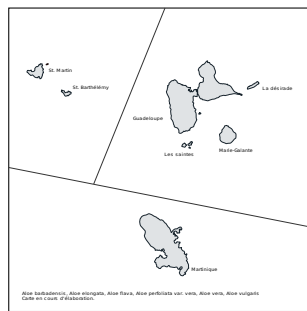 St. Martin
St. Barthélémy
La désirade
Guadeloupe
Les saintes
Marie-Galante
Martinique
Aloe barbadensis, Aloe elongata, Aloe flava, Aloe perfoliata var. vera, Aloe vera, Aloe vulgaris
Carte en cours d'élaboration.